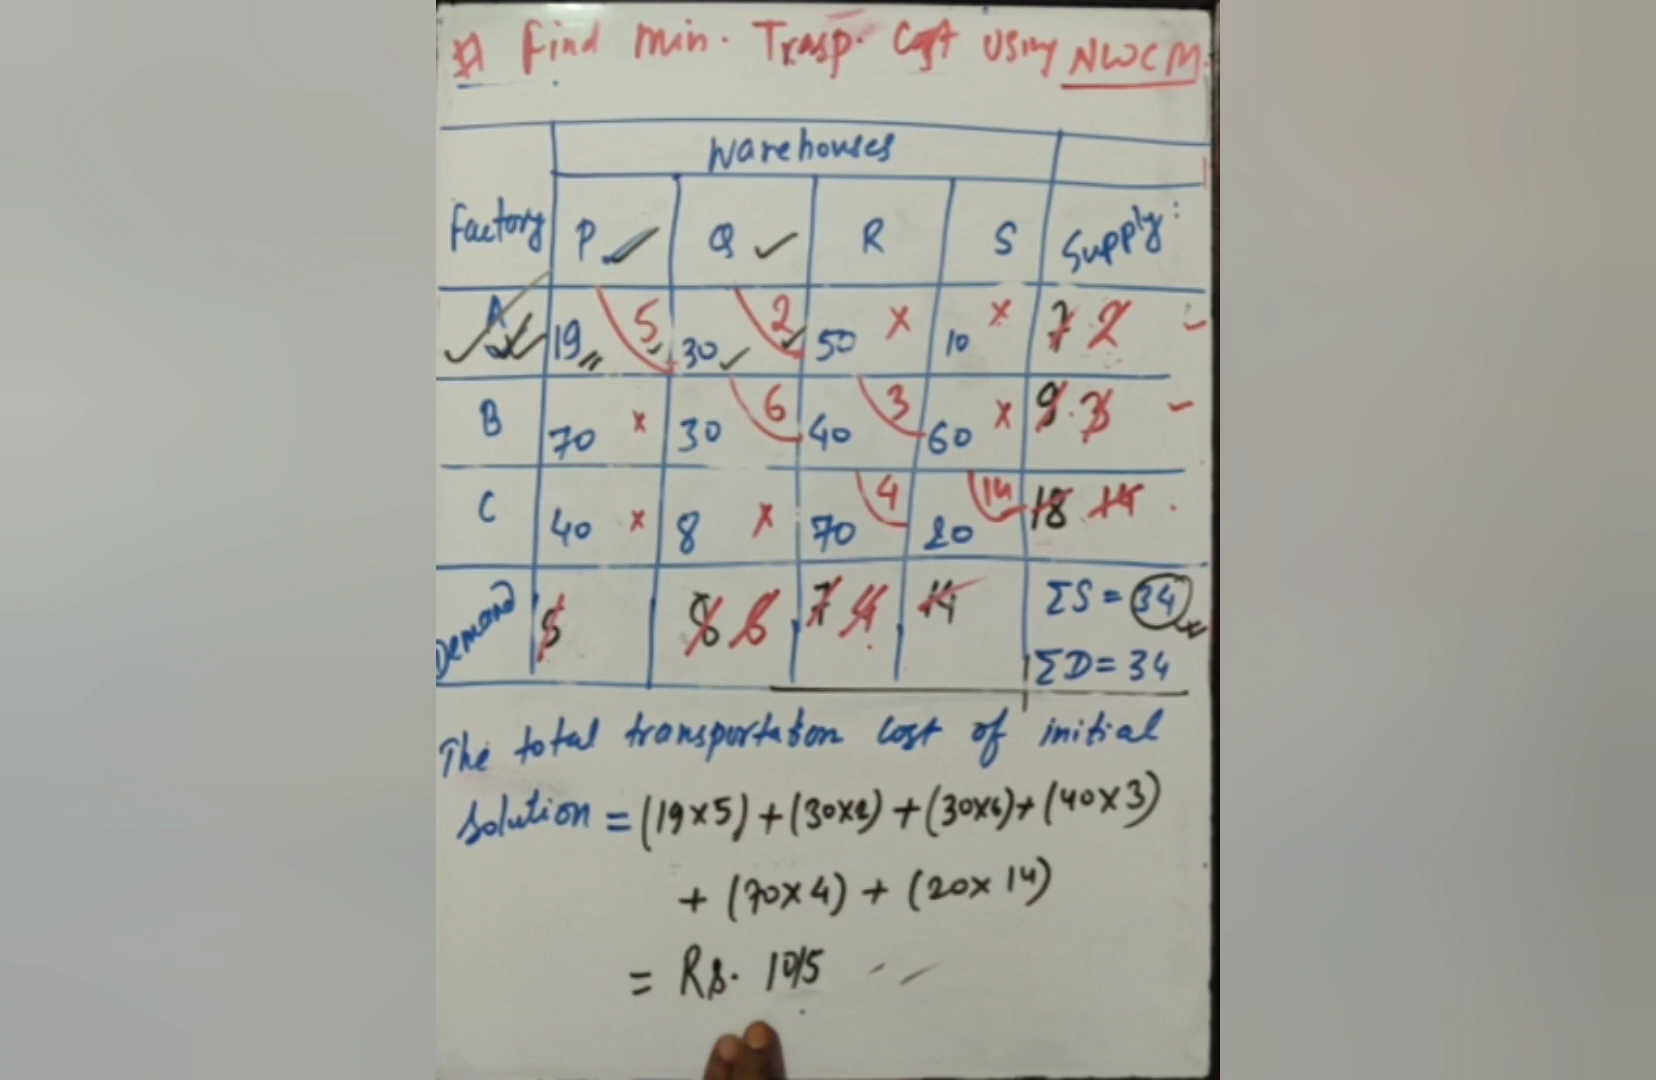 Find Min. Trasp. Cost Using NWCM.
Warehouses
Factory P Q R S Supply:
A 19 5 30 2 50 × 10 × 7 2
B 70 × 30 6 40 3 60 × 9 3
C 40 × 8 × 70 4 20 14 18 14
Demand 5 8 6 7 4 14 ΣS = 34
ΣD = 34
The total transportation cost of initial
solution = (19×5) + (30×2) + (30×6) + (40×3)
+ (70×4) + (20×14)
= Rs. 1015